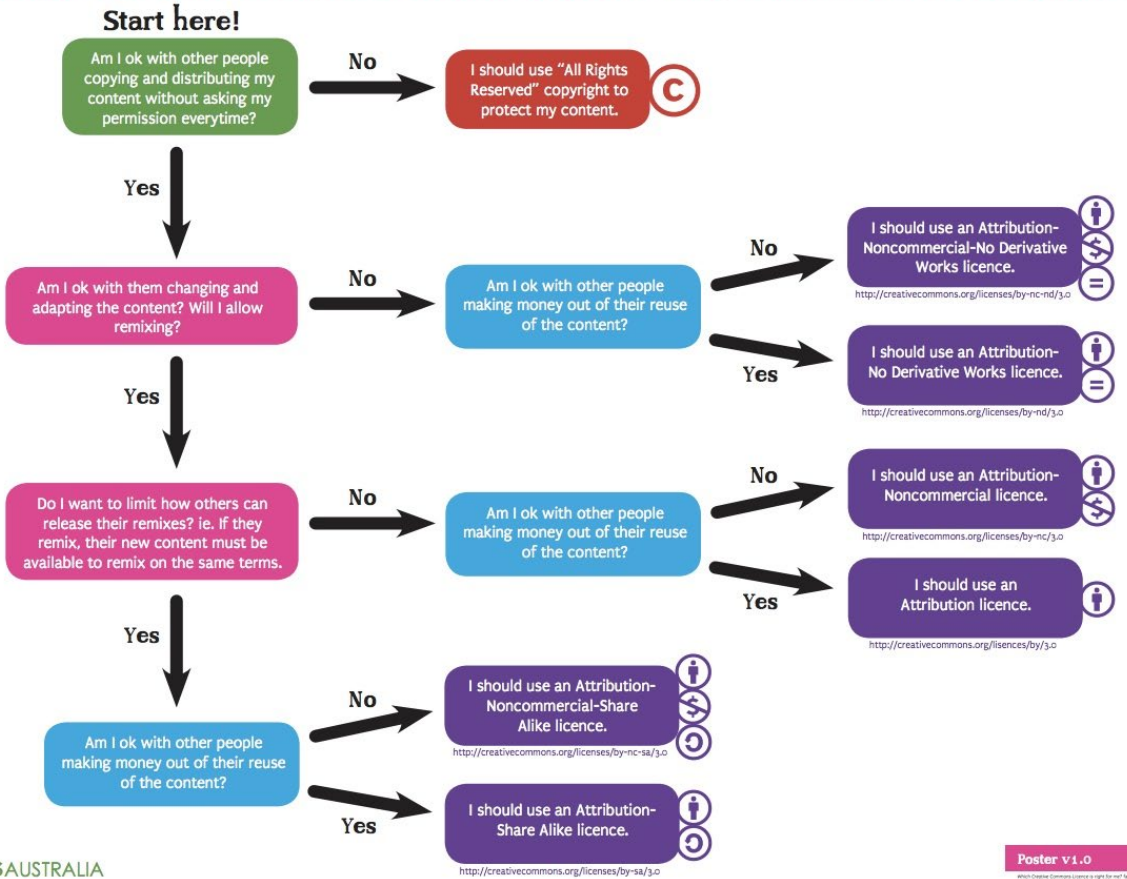 Start here!
Am I ok with other people
copying and distributing my
content without asking my
permission everytime?
No
I should use “All Rights
Reserved” copyright to
protect my content.
C
Yes
Am I ok with them changing and
adapting the content? Will I allow
remixing?
No
Am I ok with other people
making money out of their reuse
of the content?
No
I should use an Attribution-
Noncommercial-No Derivative
Works licence.
$
=
http://creativecommons.org/licenses/by-nc-nd/3.0
Yes
I should use an Attribution-
No Derivative Works licence.
=
http://creativecommons.org/licenses/by-nd/3.0
Yes
Do I want to limit how others can
release their remixes? ie. If they
remix, their new content must be
available to remix on the same terms.
No
Am I ok with other people
making money out of their reuse
of the content?
No
I should use an Attribution-
Noncommercial licence.
$
http://creativecommons.org/licenses/by-nc/3.0
Yes
I should use an
Attribution licence.
http://creativecommons.org/lisences/by/3.0
Yes
Am I ok with other people
making money out of their reuse
of the content?
No
I should use an Attribution-
Noncommercial-Share
Alike licence.
$
http://creativecommons.org/licenses/by-nc-sa/3.0
Yes
I should use an Attribution-
Share Alike licence.
http://creativecommons.org/licenses/by-sa/3.0
AUSTRALIA
Poster v1.0
Which Creative Commons Licence is right for me?